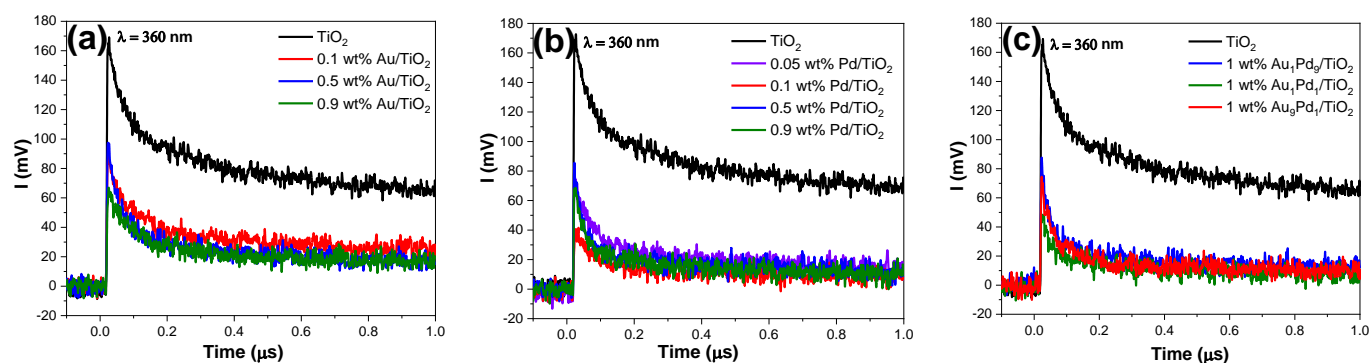 (a)
λ = 360 nm
TiO₂
0.1 wt% Au/TiO₂
0.5 wt% Au/TiO₂
0.9 wt% Au/TiO₂
I (mV)
180
160
140
120
100
80
60
40
20
0
-20
0.0 0.2 0.4 0.6 0.8 1.0
Time (μs)
(b)
λ = 360 nm
TiO₂
0.05 wt% Pd/TiO₂
0.1 wt% Pd/TiO₂
0.5 wt% Pd/TiO₂
0.9 wt% Pd/TiO₂
I (mV)
180
160
140
120
100
80
60
40
20
0
-20
0.0 0.2 0.4 0.6 0.8 1.0
Time (μs)
(c)
λ = 360 nm
TiO₂
1 wt% Au₁Pd₉/TiO₂
1 wt% Au₁Pd₁/TiO₂
1 wt% Au₉Pd₁/TiO₂
I (mV)
180
160
140
120
100
80
60
40
20
0
-20
0.0 0.2 0.4 0.6 0.8 1.0
Time (μs)